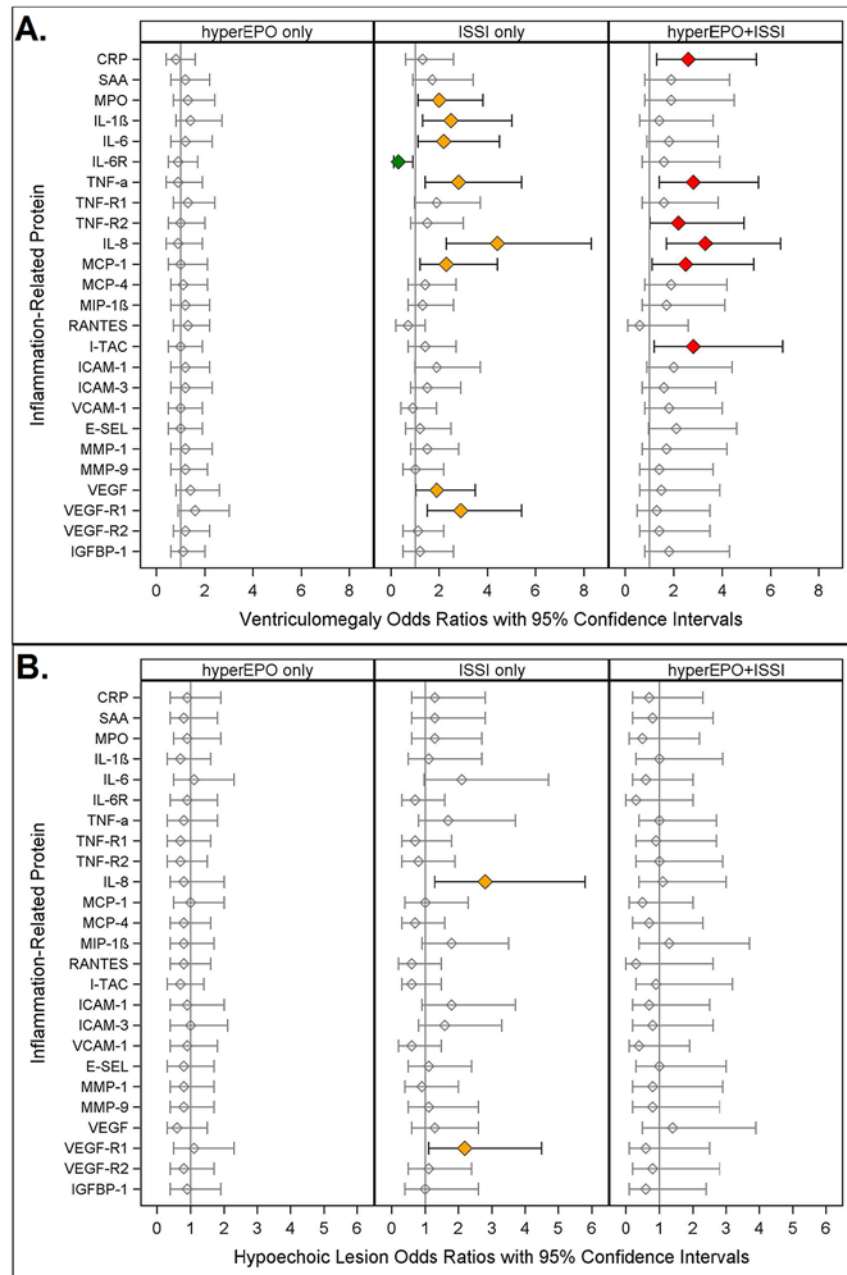 A.
hyperEPO only ISSI only hyperEPO+ISSI
Inflammation-Related Protein
CRP
SAA
MPO
IL-1ß
IL-6
IL-6R
TNF-a
TNF-R1
TNF-R2
IL-8
MCP-1
MCP-4
MIP-1ß
RANTES
I-TAC
ICAM-1
ICAM-3
VCAM-1
E-SEL
MMP-1
MMP-9
VEGF
VEGF-R1
VEGF-R2
IGFBP-1
0 2 4 6 8 0 2 4 6 8 0 2 4 6 8
Ventriculomegaly Odds Ratios with 95% Confidence Intervals
B.
hyperEPO only ISSI only hyperEPO+ISSI
Inflammation-Related Protein
CRP
SAA
MPO
IL-1ß
IL-6
IL-6R
TNF-a
TNF-R1
TNF-R2
IL-8
MCP-1
MCP-4
MIP-1ß
RANTES
I-TAC
ICAM-1
ICAM-3
VCAM-1
E-SEL
MMP-1
MMP-9
VEGF
VEGF-R1
VEGF-R2
IGFBP-1
0 1 2 3 4 5 6 0 1 2 3 4 5 6 0 1 2 3 4 5 6
Hypoechoic Lesion Odds Ratios with 95% Confidence Intervals